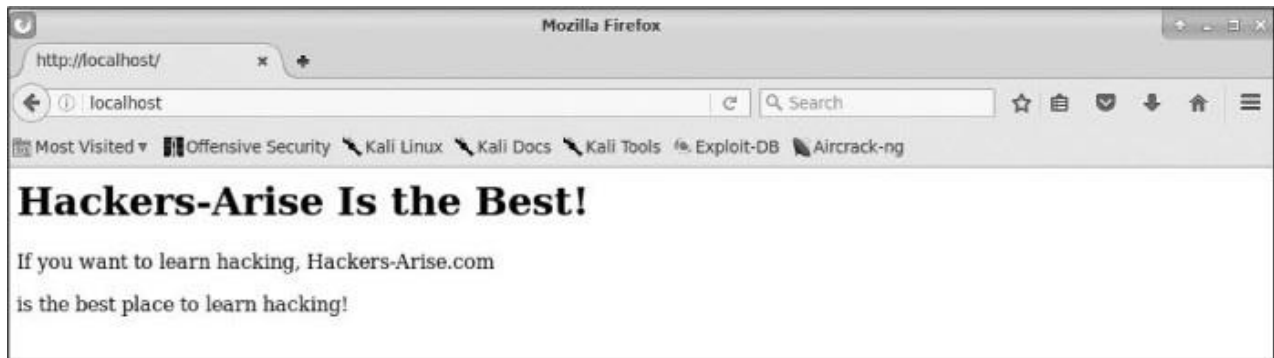 Mozilla Firefox
http://localhost/
localhost
Search
Most Visited Offensive Security Kali Linux Kali Docs Kali Tools Exploit-DB Aircrack-ng
Hackers-Arise Is the Best!
If you want to learn hacking, Hackers-Arise.com
is the best place to learn hacking!